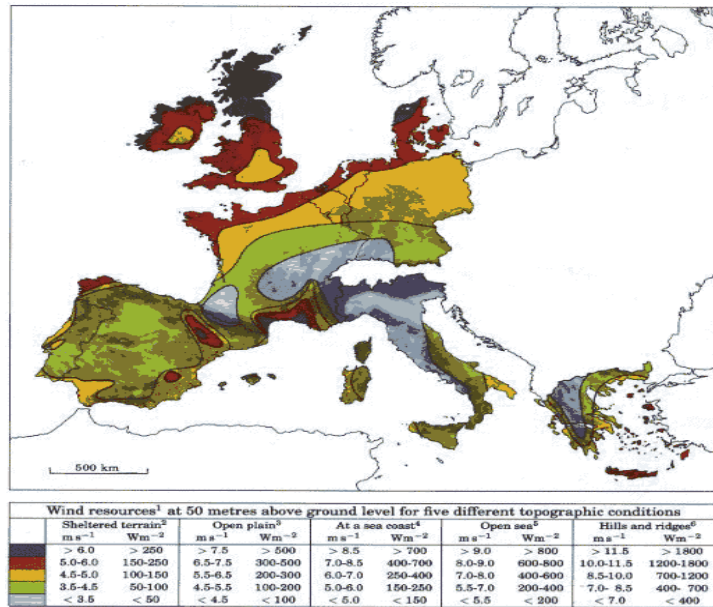 500 km
Wind resources¹ at 50 metres above ground level for five different topographic conditions
Sheltered terrain² Open plain³ At a sea coast⁴ Open sea⁵ Hills and ridges⁶
m s⁻¹ Wm⁻² m s⁻¹ Wm⁻² m s⁻¹ Wm⁻² m s⁻¹ Wm⁻² m s⁻¹ Wm⁻²
> 6.0 > 250 > 7.5 > 500 > 8.5 > 700 > 9.0 > 800 > 11.5 > 1800
5.0-6.0 150-250 6.5-7.5 300-500 7.0-8.5 400-700 8.0-9.0 600-800 10.0-11.5 1200-1800
4.5-5.0 100-150 5.5-6.5 200-300 6.0-7.0 250-400 7.0-8.0 400-600 8.5-10.0 700-1200
3.5-4.5 50-100 4.5-5.5 100-200 5.0-6.0 150-250 5.5-7.0 200-400 7.0- 8.5 400- 700
< 3.5 < 50 < 4.5 < 100 < 5.0 < 150 < 5.5 < 200 < 7.0 < 400